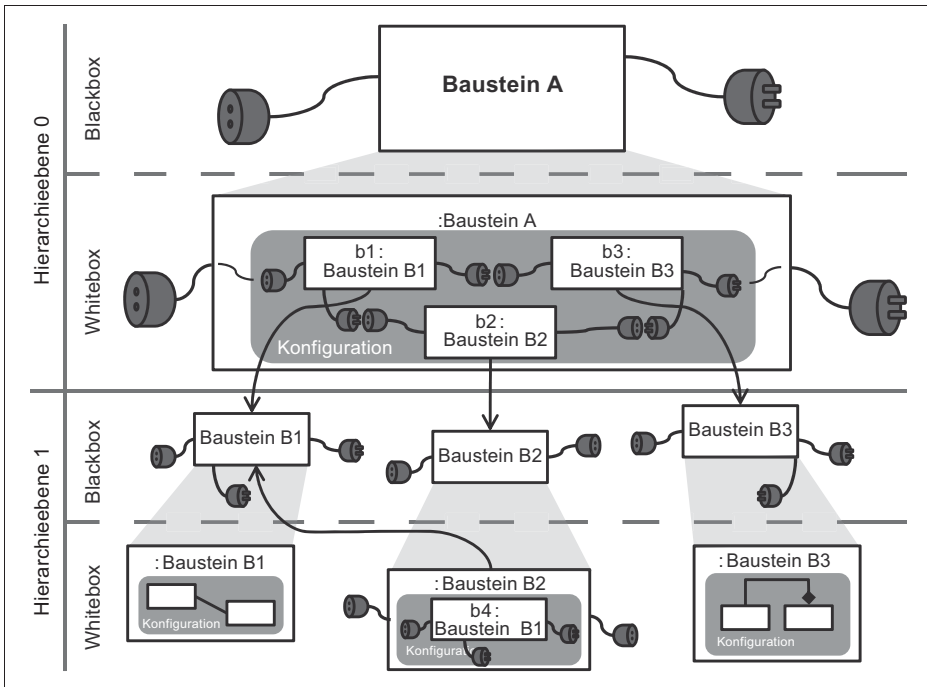 Hierarchieebene 0
Blackbox
Baustein A
Whitebox
:Baustein A
b1:
Baustein B1
b3:
Baustein B3
b2:
Baustein B2
Konfiguration
Hierarchieebene 1
Blackbox
Baustein B1
Baustein B2
Baustein B3
Whitebox
:Baustein B1
Konfiguration
:Baustein B2
b4:
Baustein B1
Konfiguratio
:Baustein B3
Konfiguration